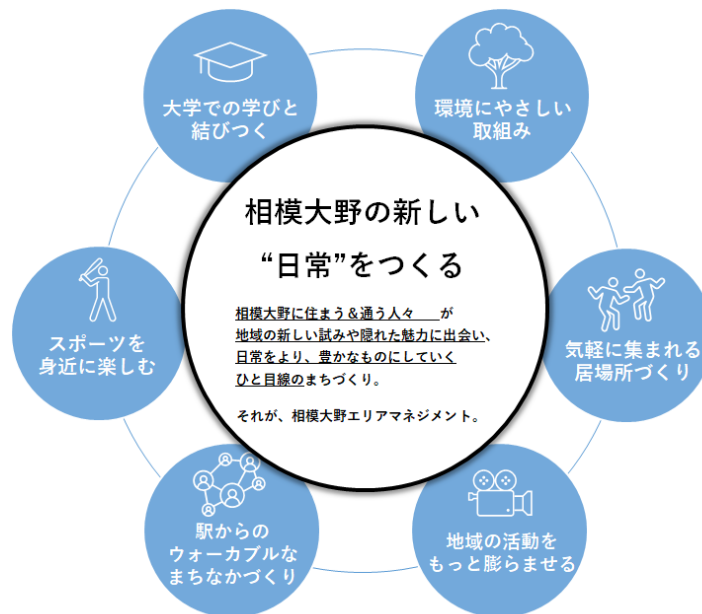 大学での学びと
結びつく
環境にやさしい
取組み
相模大野の新しい
“日常”をつくる
相模大野に住まう＆通う人々　　が
地域の新しい試みや隠れた魅力に出会い、
日常をより、豊かなものにしていく
ひと目線のまちづくり。
それが、相模大野エリアマネジメント。
スポーツを
身近に楽しむ
気軽に集まれる
居場所づくり
駅からの
ウォーカブルな
まちなかづくり
地域の活動を
もっと膨らませる